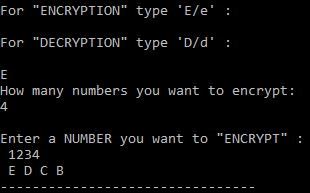 For "ENCRYPTION" type 'E/e' :
For "DECRYPTION" type 'D/d' :
E
How many numbers you want to encrypt:
4
Enter a NUMBER you want to "ENCRYPT" :
1234
E D C B
--------------------------------